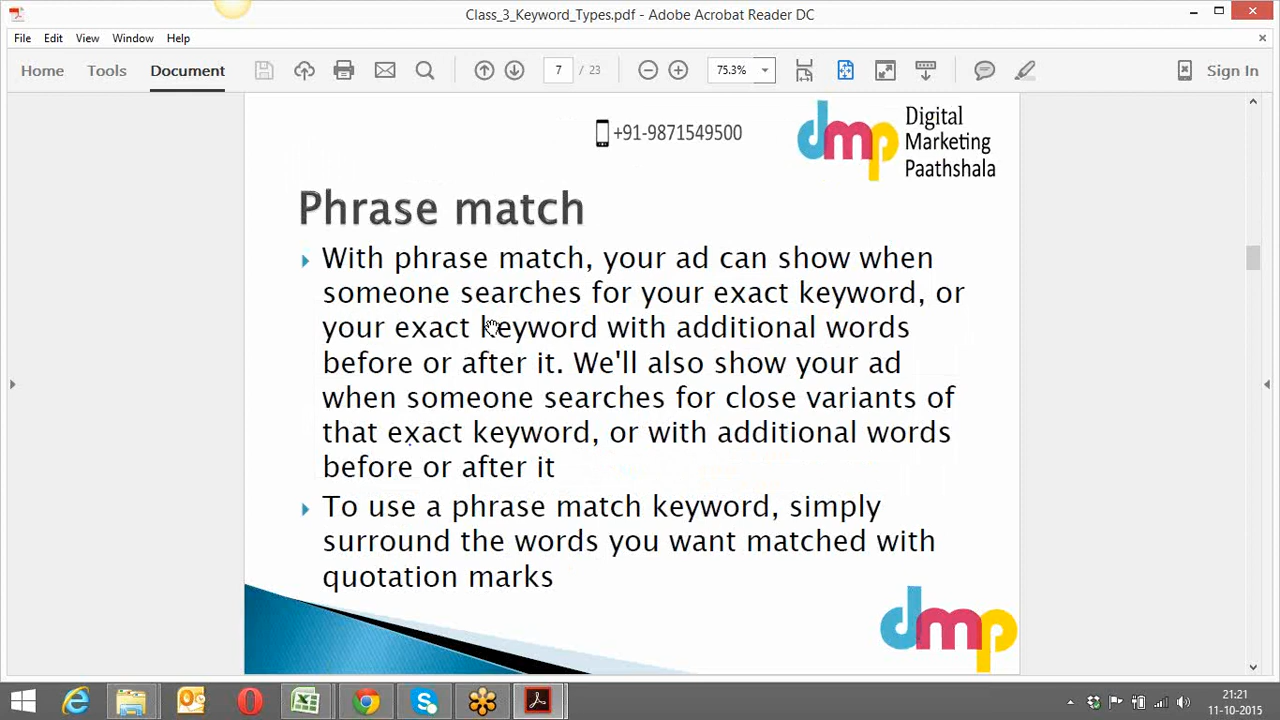 Class_3_Keyword_Types.pdf - Adobe Acrobat Reader DC
File Edit View Window Help
Home Tools Document 7 / 23 75.3% Sign In
+91-9871549500
dmp Digital
Marketing
Paathshala
Phrase match
With phrase match, your ad can show when
someone searches for your exact keyword, or
your exact keyword with additional words
before or after it. We'll also show your ad
when someone searches for close variants of
that exact keyword, or with additional words
before or after it
To use a phrase match keyword, simply
surround the words you want matched with
quotation marks
dmp
21:21
11-10-2015